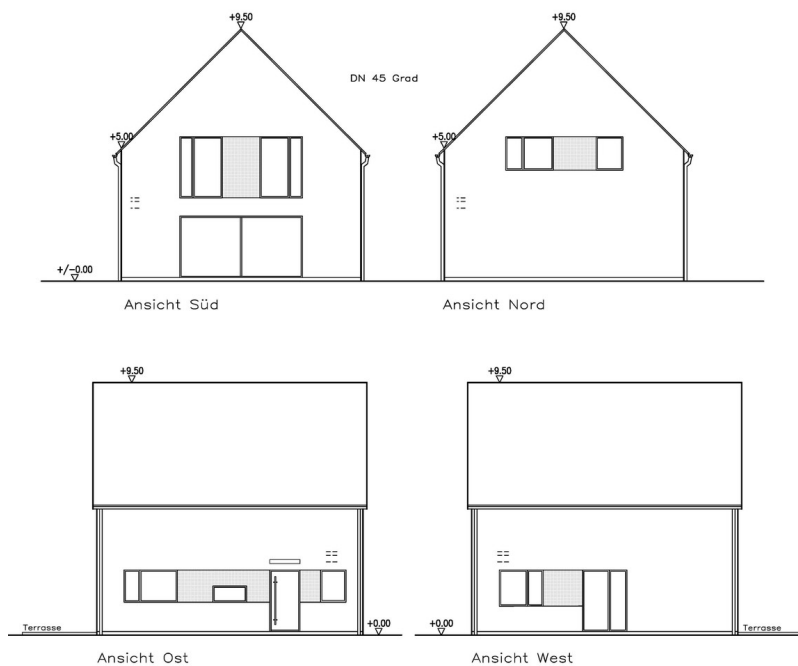 +9.50
+9.50
DN 45 Grad
+5.00
+5.00
+/-0.00
Ansicht Süd
Ansicht Nord
+9.50
+9.50
Terrasse
+0.00
+0.00
Terrasse
Ansicht Ost
Ansicht West